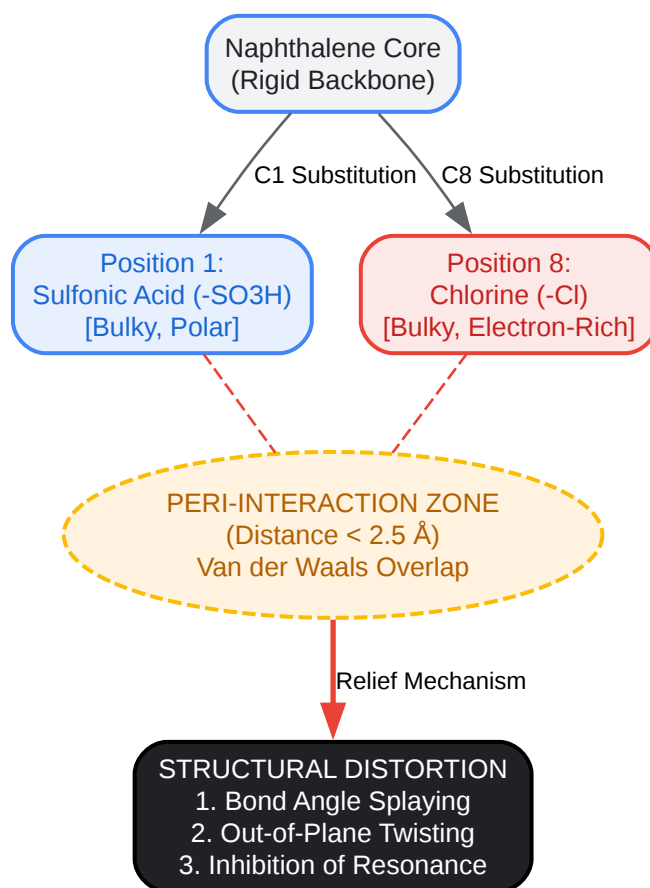 Naphthalene Core
(Rigid Backbone)
C1 Substitution
C8 Substitution
Position 1:
Sulfonic Acid (-SO3H)
[Bulky, Polar]
Position 8:
Chlorine (-Cl)
[Bulky, Electron-Rich]
PERI-INTERACTION ZONE
(Distance < 2.5 Å)
Van der Waals Overlap
Relief Mechanism
STRUCTURAL DISTORTION
1. Bond Angle Splaying
2. Out-of-Plane Twisting
3. Inhibition of Resonance